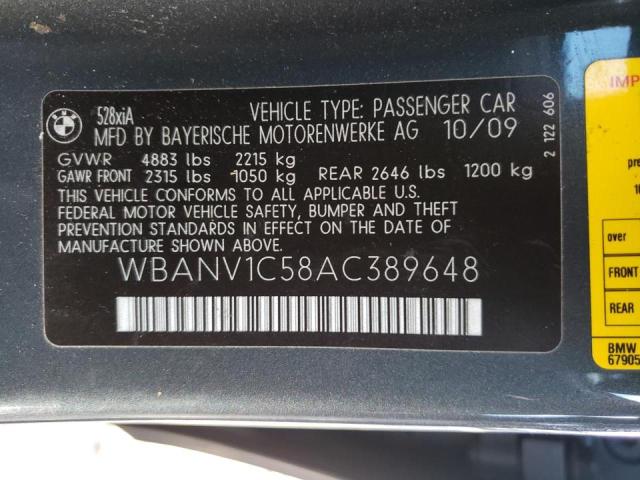 BMW
528xiA VEHICLE TYPE: PASSENGER CAR
MFD BY BAYERISCHE MOTORENWERKE AG 10/09
GVWR 4883 lbs 2215 kg
GAWR FRONT 2315 lbs 1050 kg REAR 2646 lbs 1200 kg
THIS VEHICLE CONFORMS TO ALL APPLICABLE U.S.
FEDERAL MOTOR VEHICLE SAFETY, BUMPER AND THEFT
PREVENTION STANDARDS IN EFFECT ON THE DATE OF
MANUFACTURE SHOWN ABOVE.
WBANV1C58AC389648
2 122 606
IMP
pre
over
FRONT
REAR
BMW
67905